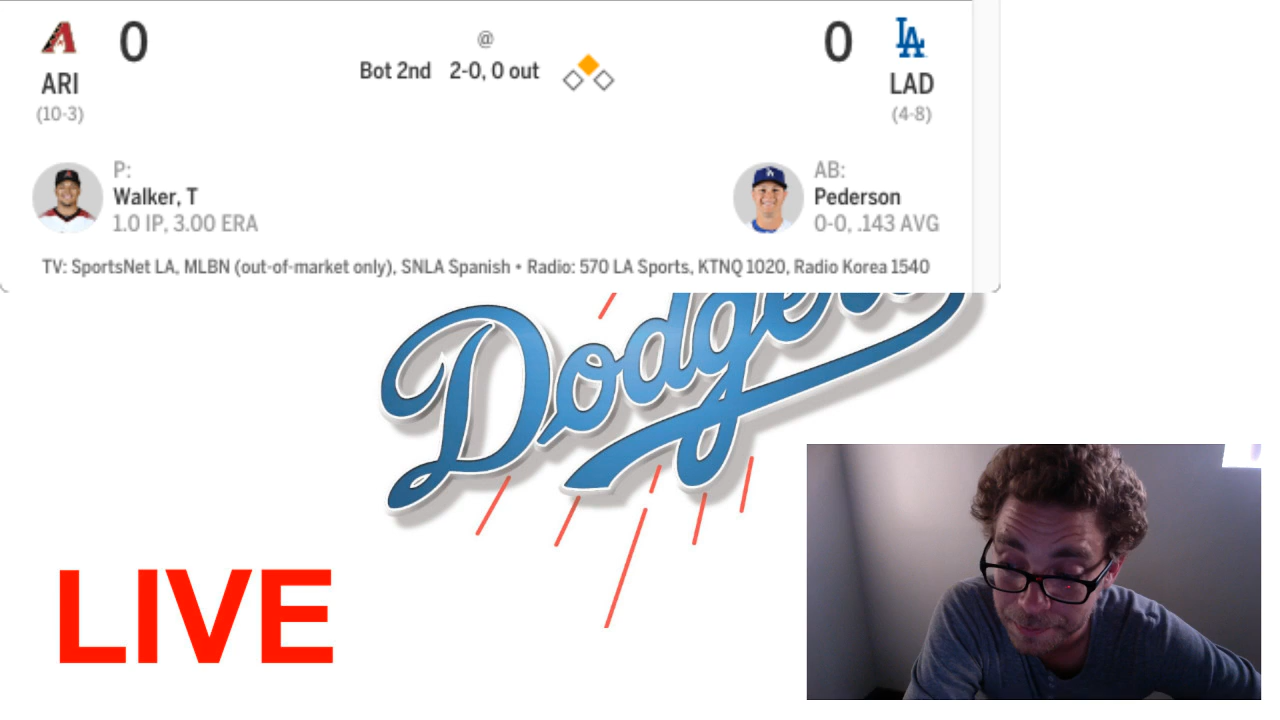 0
@
0
Bot 2nd 2-0, 0 out
ARI
LAD
(10-3)
(4-8)
P:
Walker, T
1.0 IP, 3.00 ERA
AB:
Pederson
0-0, .143 AVG
TV: SportsNet LA, MLBN (out-of-market only), SNLA Spanish • Radio: 570 LA Sports, KTNQ 1020, Radio Korea 1540
Dodgers
LIVE